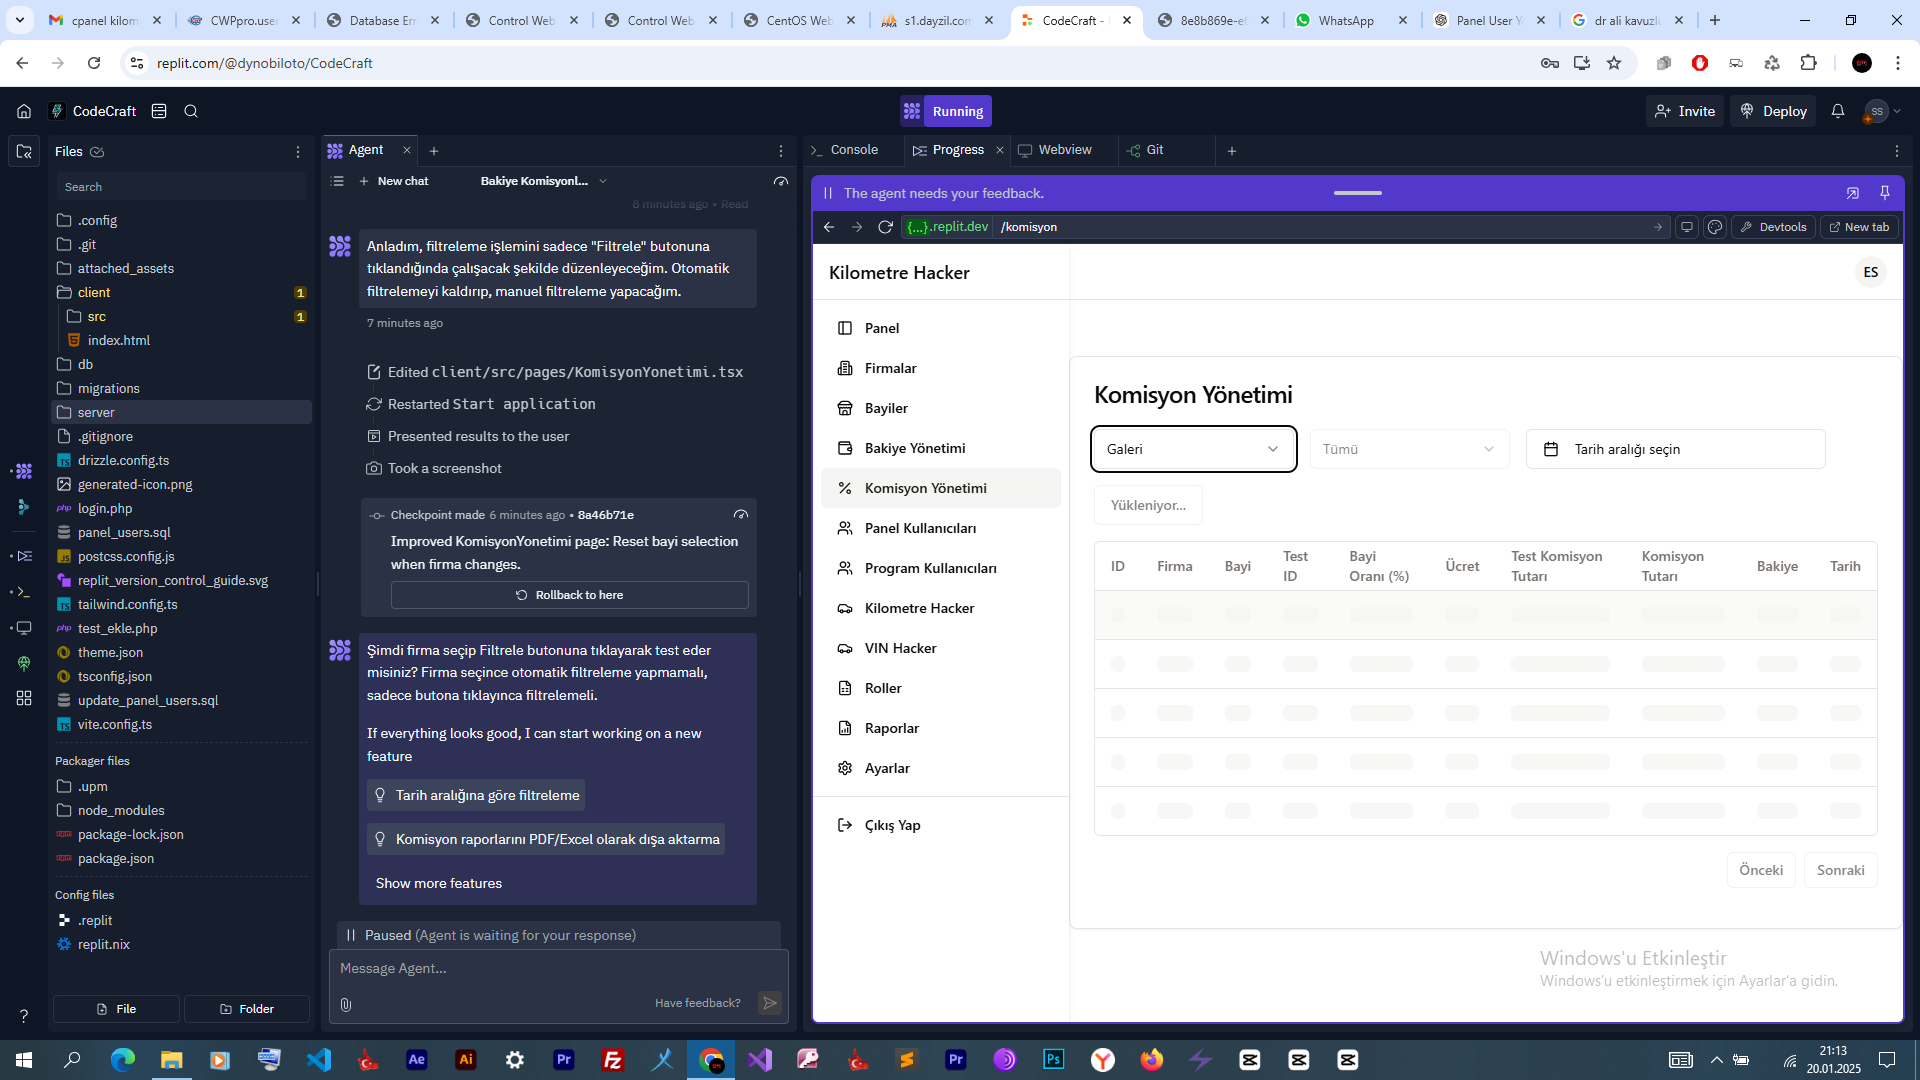 cpanel kilom
CWPpro.use
Database Er
Control Web
Control Web
CentOS Web
s1.dayzil.con
CodeCraft -
8e8b869e-e
WhatsApp
Panel User Y
dr ali kavuzl
replit.com/@dynobiloto/CodeCraft
CodeCraft
Running
Invite
Deploy
SS
Files
Search
.config
.git
attached_assets
client
1
src
1
index.html
db
migrations
server
.gitignore
drizzle.config.ts
generated-icon.png
login.php
panel_users.sql
postcss.config.js
replit_version_control_guide.svg
tailwind.config.ts
test_ekle.php
theme.json
tsconfig.json
update_panel_users.sql
vite.config.ts
Packager files
.upm
node_modules
package-lock.json
package.json
Config files
.replit
replit.nix
File
Folder
Agent
New chat
Bakiye Komisyonl...
8 minutes ago • Read
Anladım, filtreleme işlemini sadece "Filtrele" butonuna
tıklandığında çalışacak şekilde düzenleyeceğim. Otomatik
filtrelemeyi kaldırıp, manuel filtreleme yapacağım.
7 minutes ago
Edited client/src/pages/KomisyonYonetimi.tsx
Restarted Start application
Presented results to the user
Took a screenshot
Checkpoint made 6 minutes ago • 8a46b71e
Improved KomisyonYonetimi page: Reset bayi selection
when firma changes.
Rollback to here
Şimdi firma seçip Filtrele butonuna tıklayarak test eder
misiniz? Firma seçince otomatik filtreleme yapmamalı,
sadece butona tıklayınca filtrelemeli.
If everything looks good, I can start working on a new
feature
Tarih aralığına göre filtreleme
Komisyon raporlarını PDF/Excel olarak dışa aktarma
Show more features
Paused (Agent is waiting for your response)
Message Agent...
Have feedback?
Console
Progress
Webview
Git
The agent needs your feedback.
{...}.replit.dev
/komisyon
Devtools
New tab
Kilometre Hacker
ES
Panel
Firmalar
Bayiler
Bakiye Yönetimi
Komisyon Yönetimi
Panel Kullanıcıları
Program Kullanıcıları
Kilometre Hacker
VIN Hacker
Roller
Raporlar
Ayarlar
Çıkış Yap
Komisyon Yönetimi
Galeri
Tümü
Tarih aralığı seçin
Yükleniyor...
ID
Firma
Bayi
Test
ID
Bayi
Oranı (%)
Ücret
Test Komisyon
Tutarı
Komisyon
Tutarı
Bakiye
Tarih
Önceki
Sonraki
Windows'u Etkinleştir
Windows'u etkinleştirmek için Ayarlar'a gidin.
21:13
20.01.2025